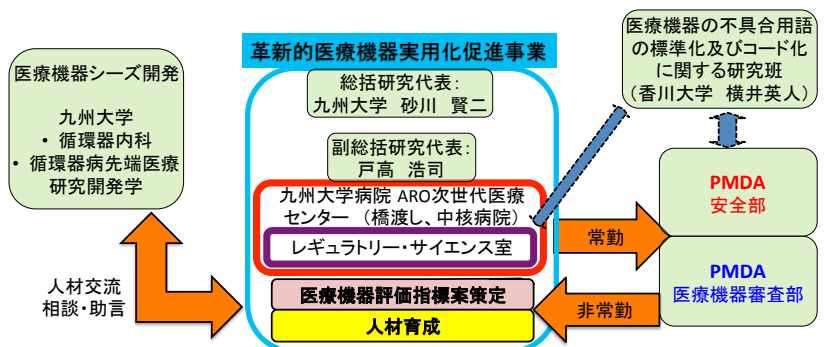 革新的医療機器実用化促進事業
医療機器シーズ開発
九州大学
• 循環器内科
• 循環器病先端医療
研究開発学
総括研究代表:
九州大学 砂川 賢二
副総括研究代表:
戸高 浩司
九州大学病院 ARO次世代医療
センター (橋渡し、中核病院)
レギュラトリー・サイエンス室
医療機器評価指標案策定
人材育成
人材交流
相談・助言
常勤
非常勤
医療機器の不具合用語
の標準化及びコード化
に関する研究班
(香川大学 横井英人)
PMDA
安全部
PMDA
医療機器審査部